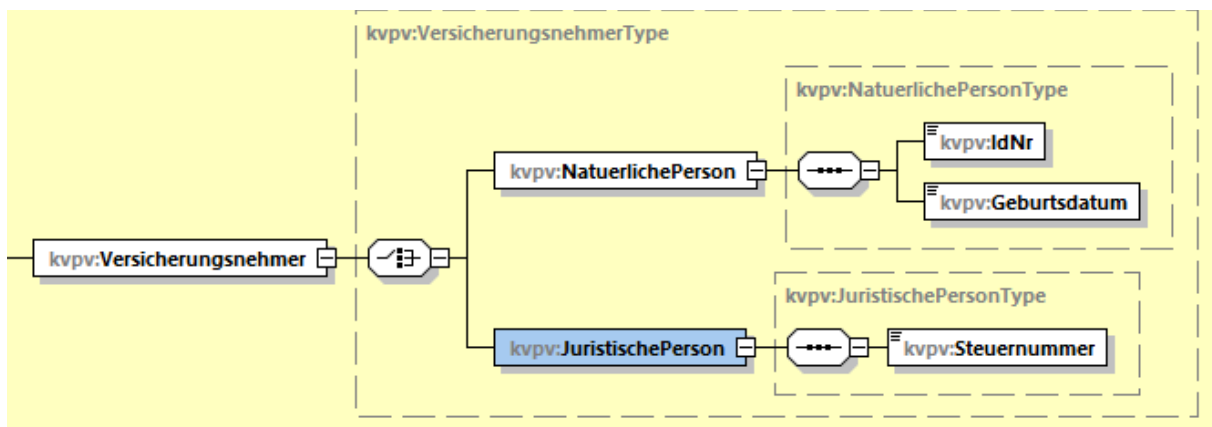 kvpv:VersicherungsnehmerType
kvpv:NatuerlichePersonType
kvpv:IdNr
kvpv:NatuerlichePerson
kvpv:Geburtsdatum
kvpv:Versicherungsnehmer
kvpv:JuristischePersonType
kvpv:JuristischePerson
kvpv:Steuernummer